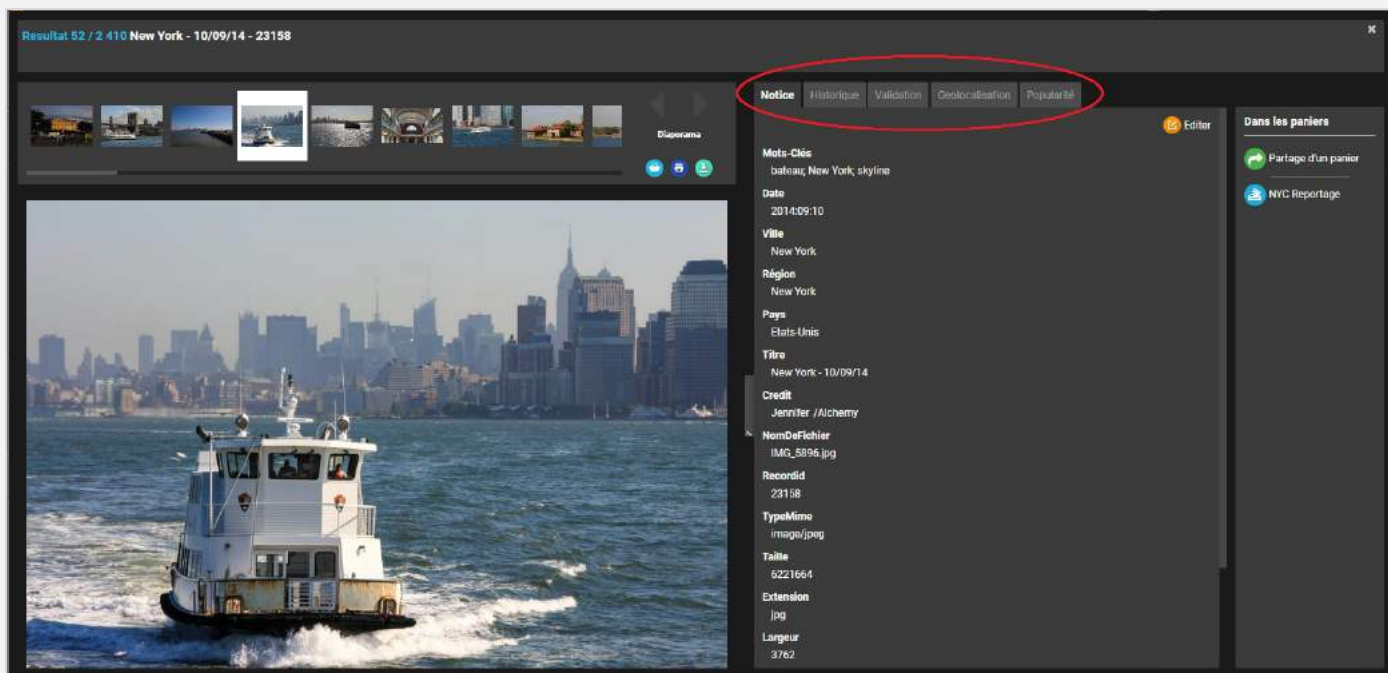 Resultat 52 / 2 410 New York - 10/09/14 - 23158
Diaporama
Notice Historique Validation Geolocalisation Popularité
Editer
Mots-Clés
bateau; New York; skyline
Date
2014:09:10
Ville
New York
Région
New York
Pays
Etats-Unis
Titre
New York - 10/09/14
Credit
Jennifer /Alchemy
NomDeFichier
IMG_5896.jpg
Recordid
23158
TypeMime
image/jpeg
Taille
6221664
Extension
jpg
Largeur
3762
Dans les paniers
Partage d'un panier
NYC Reportage